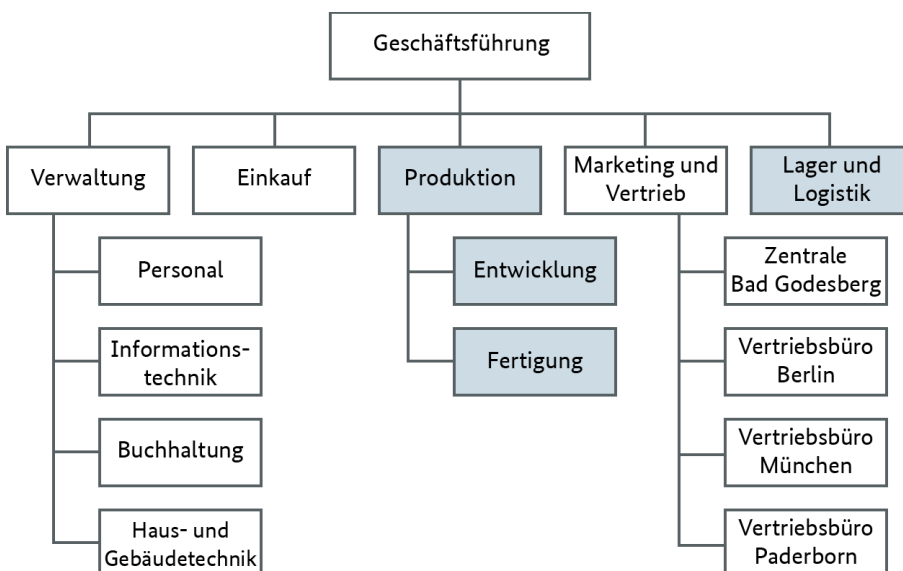 Geschäftsführung
Verwaltung
Einkauf
Produktion
Marketing und
Vertrieb
Lager und
Logistik
Personal
Informations-
technik
Buchhaltung
Haus- und
Gebäudetechnik
Entwicklung
Fertigung
Zentrale
Bad Godesberg
Vertriebsbüro
Berlin
Vertriebsbüro
München
Vertriebsbüro
Paderborn